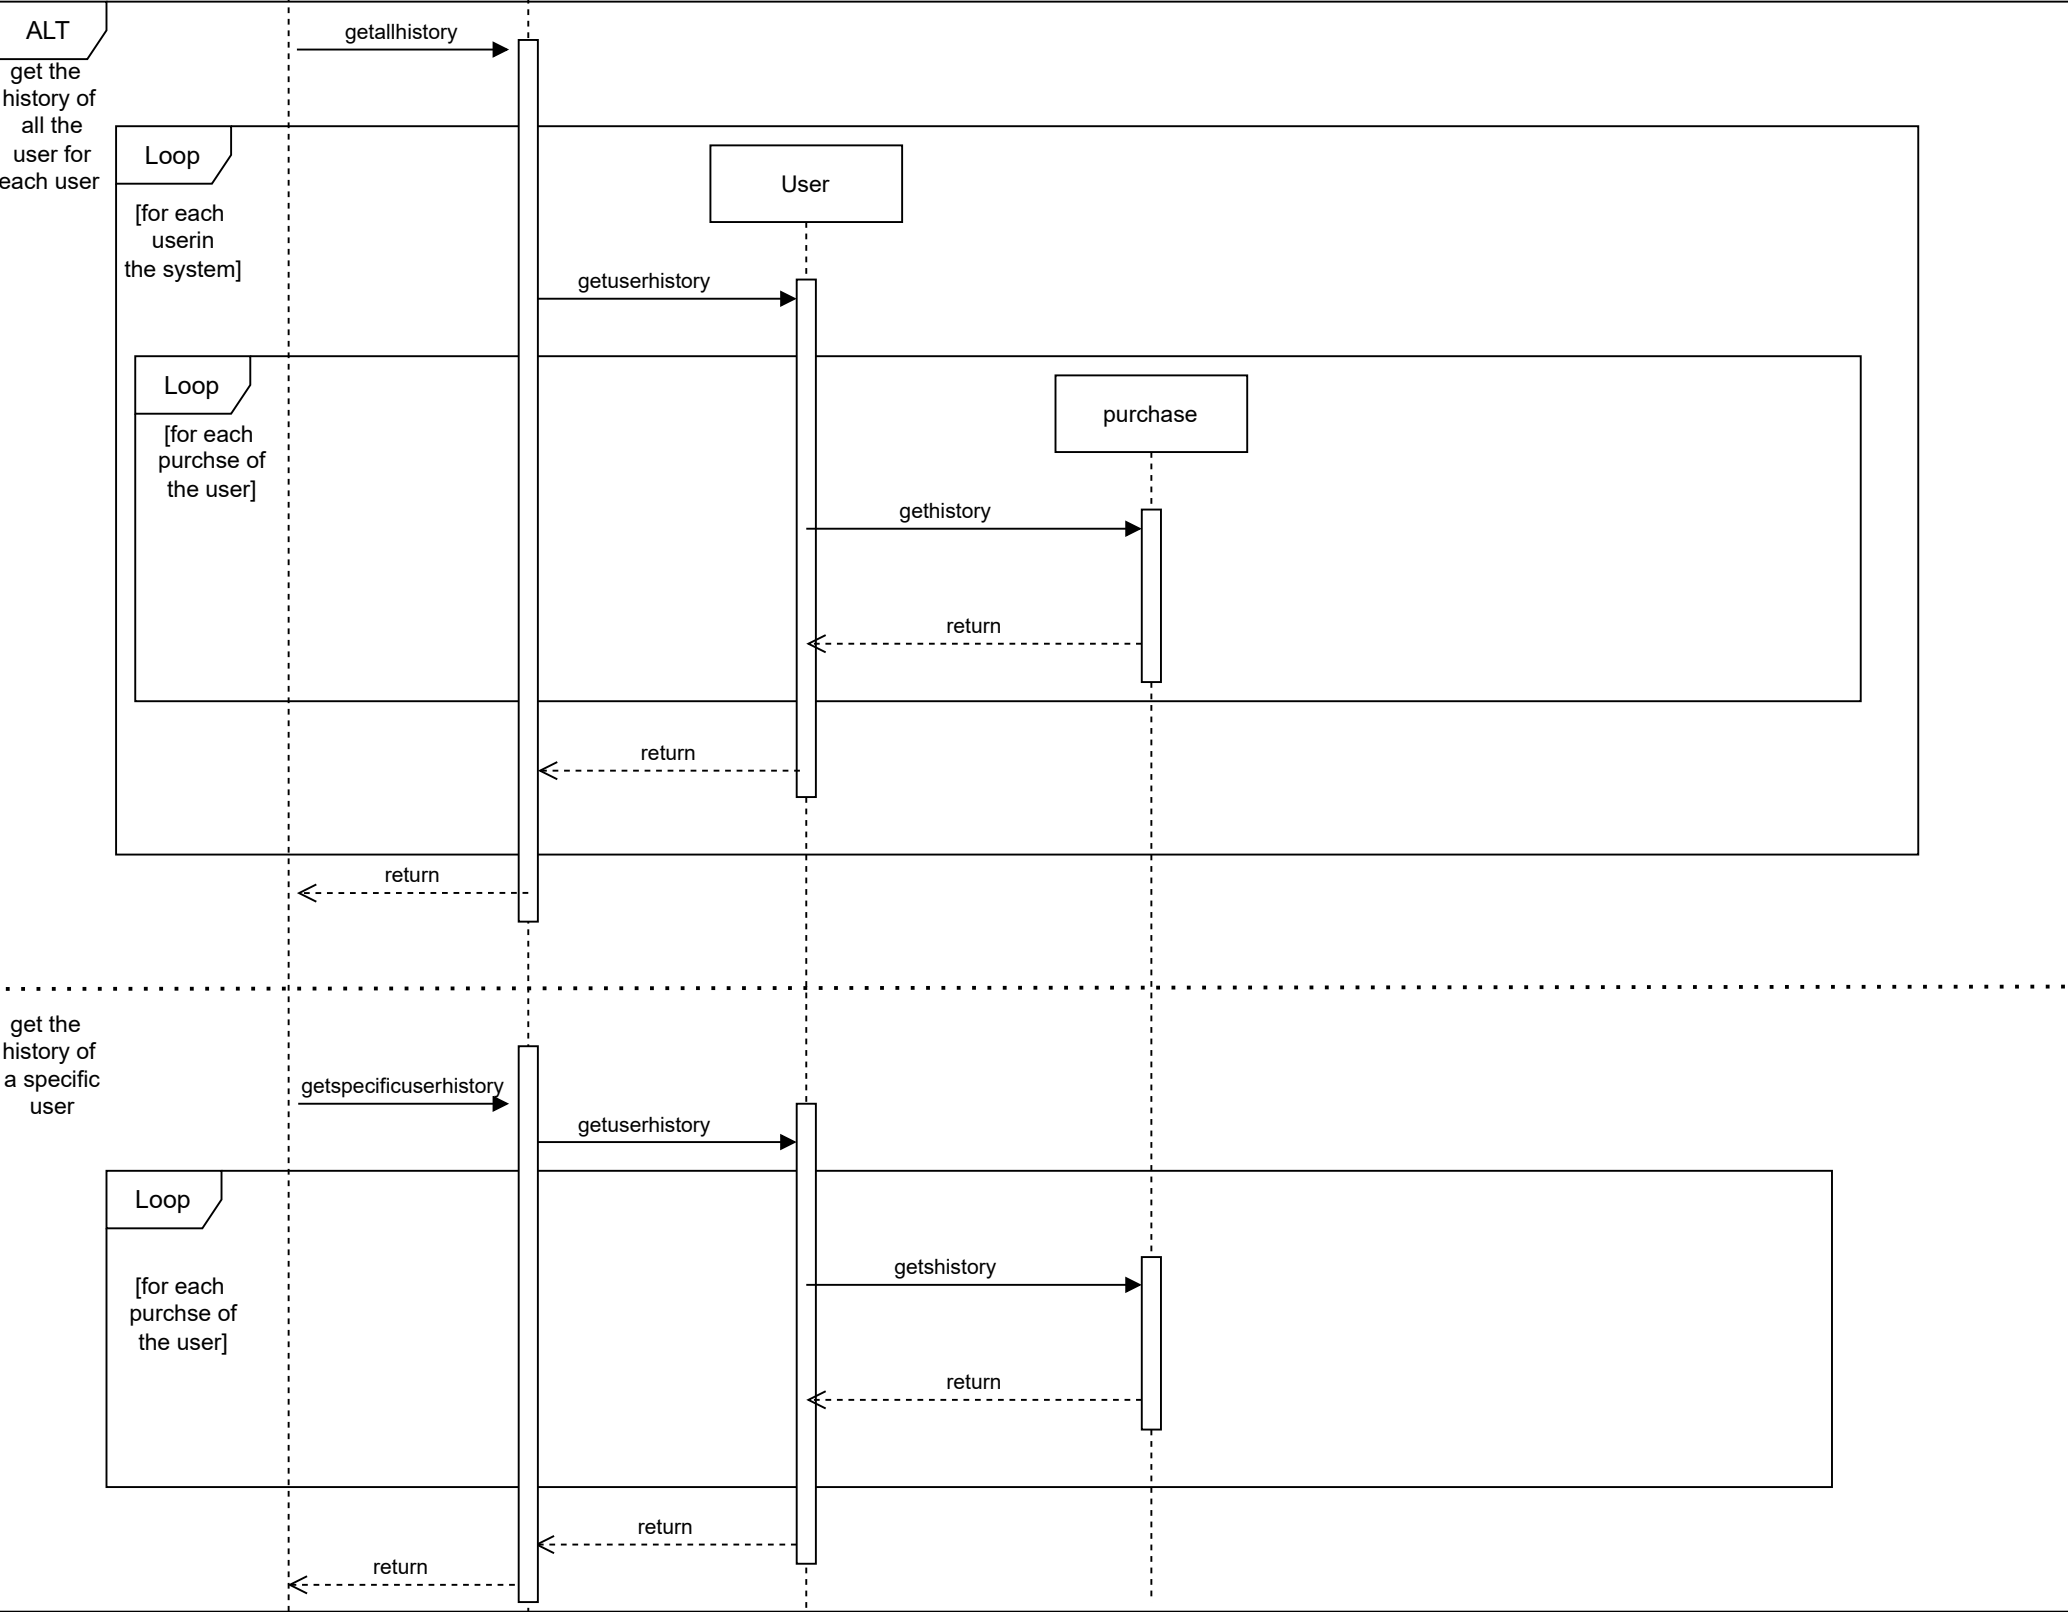 ALT
getallhistory
get the
history of
all the
user for
each user
Loop
User
[for each
userin
the system]
getuserhistory
Loop
purchase
[for each
purchse of
the user]
gethistory
return
return
return
get the
history of
a specific
user
getspecificuserhistory
getuserhistory
Loop
getshistory
[for each
purchse of
the user]
return
return
return